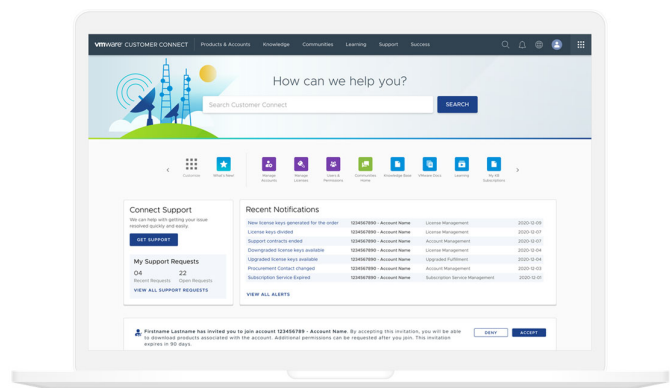 vmware® CUSTOMER CONNECT Products & Accounts Knowledge Communities Learning Support Success
How can we help you?
Search Customer Connect SEARCH
Customize What's New Manage Accounts Manage Licenses Users & Permissions Communities Home Knowledge Base VMware Docs Learning My KB Subscriptions
Connect Support
We can help with getting your issue
resolved quickly and easily.
GET SUPPORT
My Support Requests
04 22
Recent Requests Open Requests
VIEW ALL SUPPORT REQUESTS
Recent Notifications
New license keys generated for the order 1234567890 - Account Name License Management 2020-12-09
License keys divided 1234567890 - Account Name License Management 2020-12-07
Support contracts ended 1234567890 - Account Name Account Management 2020-12-07
Downgraded license keys available 1234567890 - Account Name License Management 2020-12-04
Upgraded license keys available 1234567890 - Account Name Upgraded Fulfillment 2020-12-04
Procurement Contact changed 1234567890 - Account Name Account Management 2020-12-03
Subscription Service Expired 1234567890 - Account Name Subscription Service Management 2020-12-01
VIEW ALL ALERTS
Firstname Lastname has invited you to join account 123456789 - Account Name. By accepting this invitation, you will be able
to download products associated with the account. Additional permissions can be requested after you join. This invitation
expires in 90 days.
DENY ACCEPT